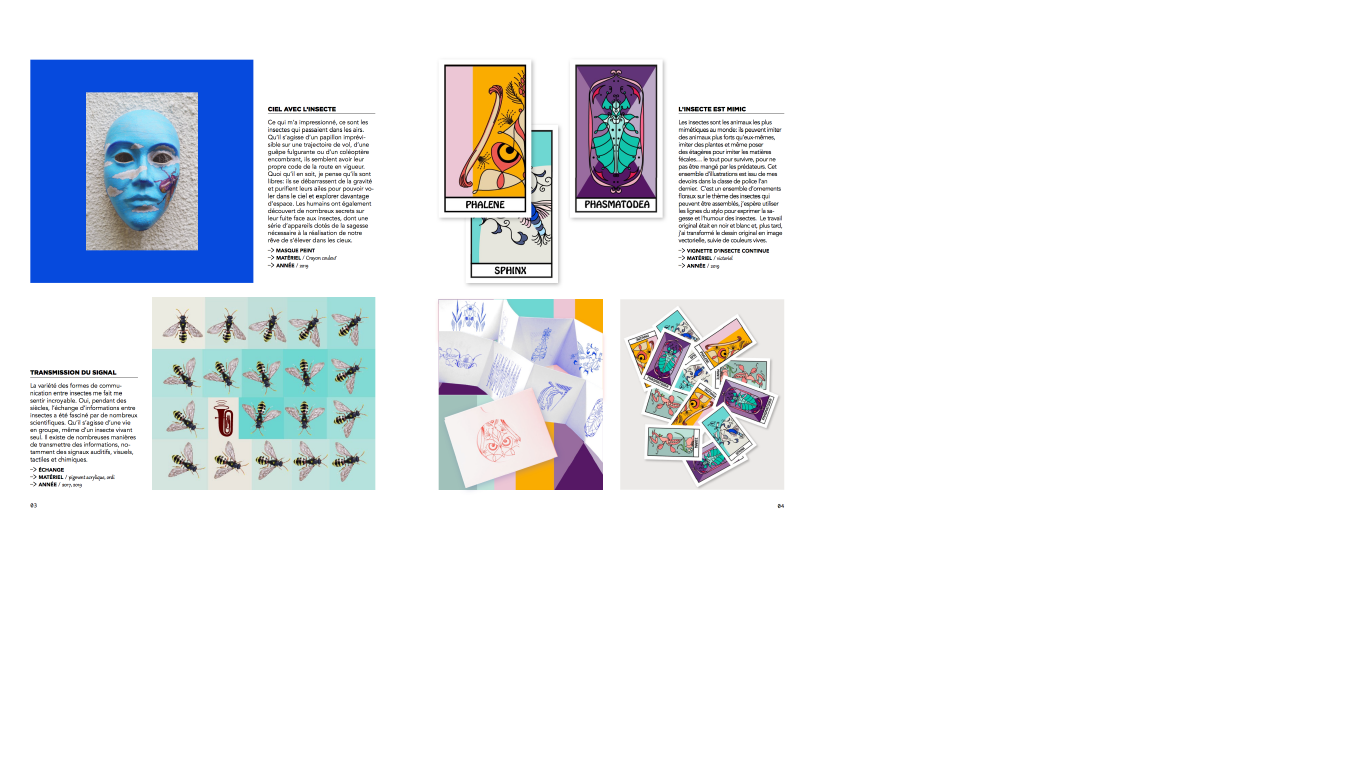 CIEL AVEC L'INSECTE
Ce qui m'a impressionné, ce sont les
insectes qui passaient dans les airs.
Qu'il s'agisse d'un papillon imprévi-
sible sur une trajectoire de vol, d'une
guêpe fulgurante ou d'un coléoptère
encombrant, ils semblent avoir leur
propre code de la route en vigueur.
Quoi qu'il en soit, je pense qu'ils sont
libres: ils se débarrassent de la gravité
et purifient leurs ailes pour pouvoir vo-
ler dans le ciel et explorer davantage
d'espace. Les humains ont également
découvert de nombreux secrets sur
leur fuite face aux insectes, dont une
série d'appareils dotés de la sagesse
nécessaire à la réalisation de notre
rêve de s'élever dans les cieux.
–> MASQUE PEINT
–> MATÉRIEL / Crayon couleur
–> ANNÉE / 2019
TRANSMISSION DU SIGNAL
La variété des formes de commu-
nication entre insectes me fait me
sentir incroyable. Oui, pendant des
siècles, l'échange d'informations entre
insectes a été fasciné par de nombreux
scientifiques. Qu'il s'agisse d'une vie
en groupe, même d'un insecte vivant
seul. Il existe de nombreuses manières
de transmettre des informations, no-
tamment des signaux auditifs, visuels,
tactiles et chimiques.
–> ÉCHANGE
–> MATÉRIEL / pigment acrylique, ordi
–> ANNÉE / 2017, 2019
03
PHALENE
SPHINX
PHASMATODEA
L'INSECTE EST MIMIC
Les insectes sont les animaux les plus
mimétiques au monde: ils peuvent imiter
des animaux plus forts qu'eux-mêmes,
imiter des plantes et même poser
des étagères pour imiter les matières
fécales... le tout pour survivre, pour ne
pas être mangé par les prédateurs. Cet
ensemble d'illustrations est issu de mes
devoirs dans la classe de police l'an
dernier. C'est un ensemble d'ornements
floraux sur le thème des insectes qui
peuvent être assemblés, j'espère utiliser
les lignes du stylo pour exprimer la sa-
gesse et l'humour des insectes. Le travail
original était en noir et blanc et, plus tard,
j'ai transformé le dessin original en image
vectorielle, suivie de couleurs vives.
–> VIGNETTE D'INSECTE CONTINUE
–> MATÉRIEL / victoriel
–> ANNÉE / 2019
04